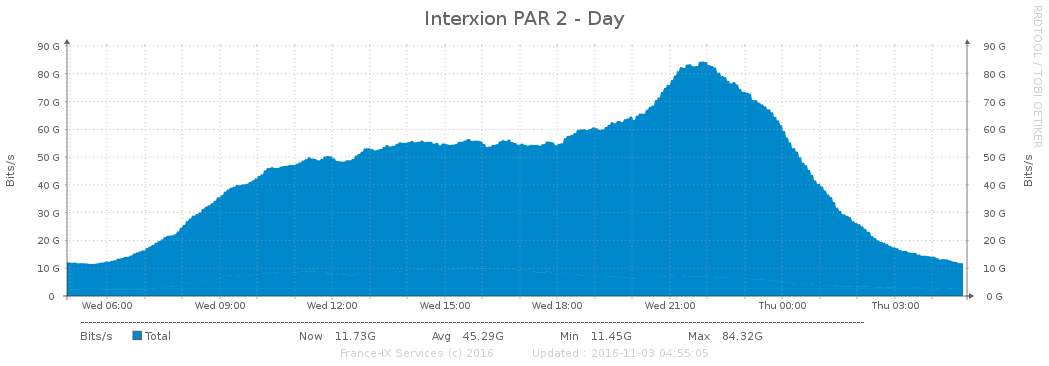 Interxion PAR 2 - Day
RRDTOOL / TOBI OETIKER
Bits/s
90 G 90 G
80 G 80 G
70 G 70 G
60 G 60 G
50 G 50 G
40 G 40 G
30 G 30 G
20 G 20 G
10 G 10 G
0 0 G
Bits/s
Wed 06:00 Wed 09:00 Wed 12:00 Wed 15:00 Wed 18:00 Wed 21:00 Thu 00:00 Thu 03:00
Bits/s Total Now 11.73G Avg 45.29G Min 11.45G Max 84.32G
France-IX Services (c) 2016 Updated : 2016-11-03 04:55:05